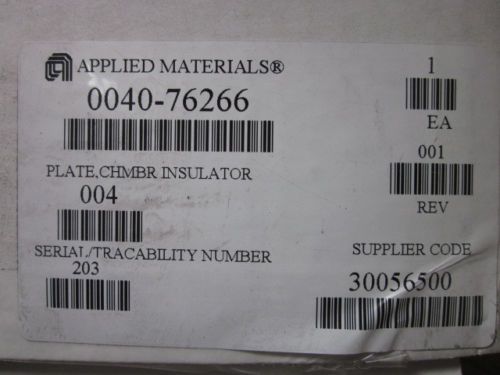 APPLIED MATERIALS®
1
0040-76266
EA
001
PLATE,CHMBR INSULATOR
004
REV
SERIAL/TRACABILITY NUMBER
SUPPLIER CODE
203
30056500